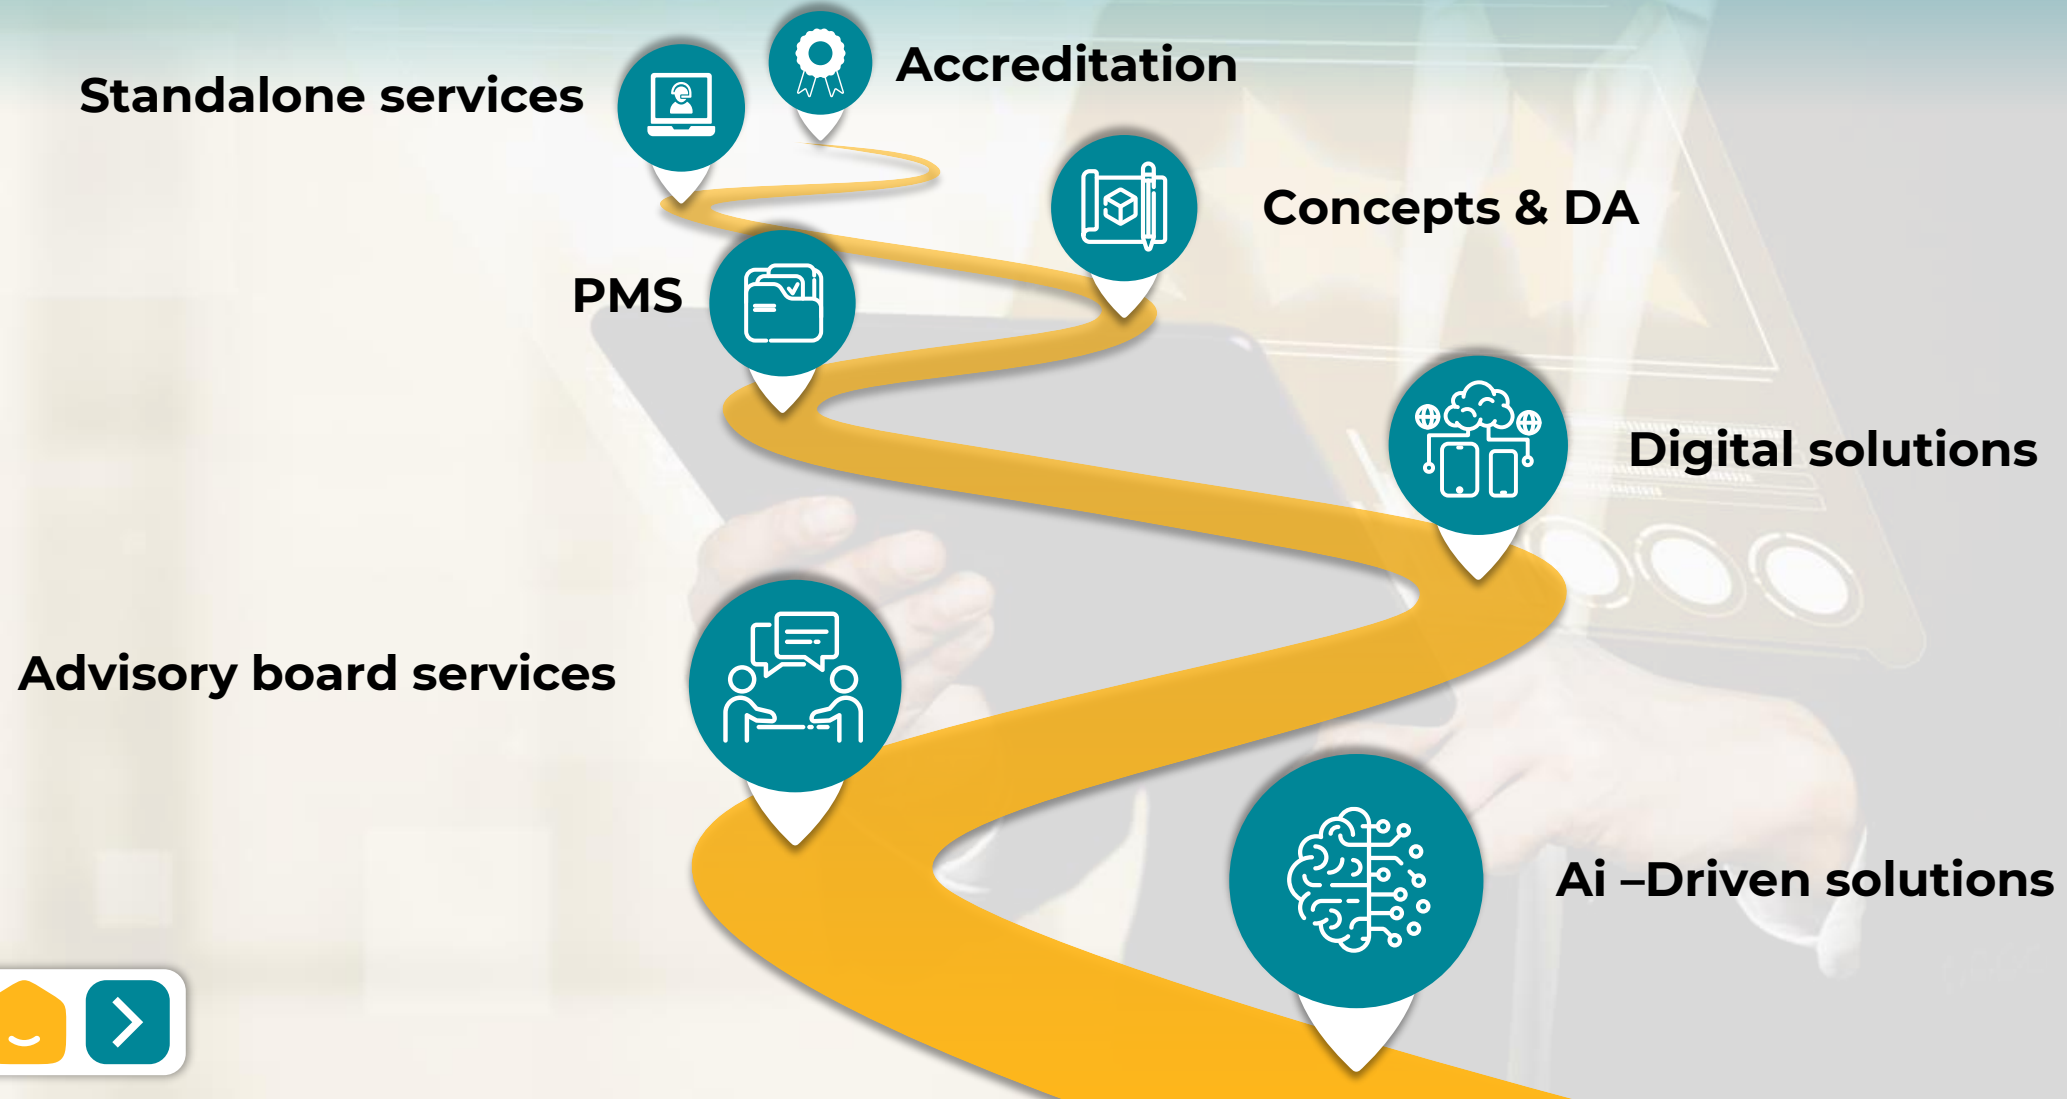 Accreditation
Standalone services
Concepts & DA
PMS
Digital solutions
Advisory board services
Ai –Driven solutions